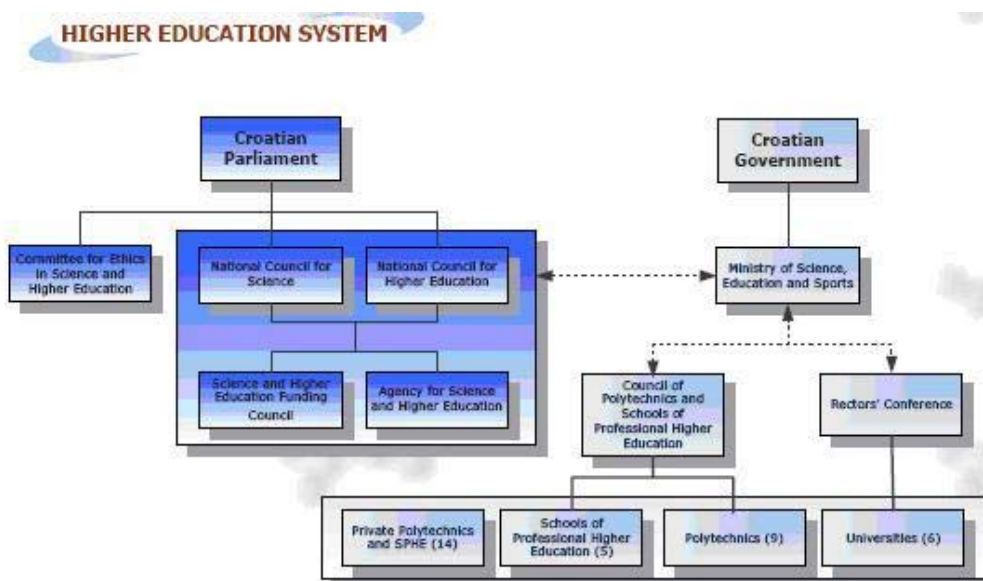 HIGHER EDUCATION SYSTEM
Croatian
Parliament
Croatian
Government
Committee for Ethics
in Science and
Higher Education
National Council for
Science
National Council for
Higher Education
Ministry of Science,
Education and Sports
Science and Higher
Education Funding
Council
Agency for Science
and Higher Education
Council of
Polytechnics and
Schools of
Professional Higher
Education
Rectors' Conference
Private Polytechnics
and SPHE (14)
Schools of
Professional Higher
Education (5)
Polytechnics (9)
Universities (6)